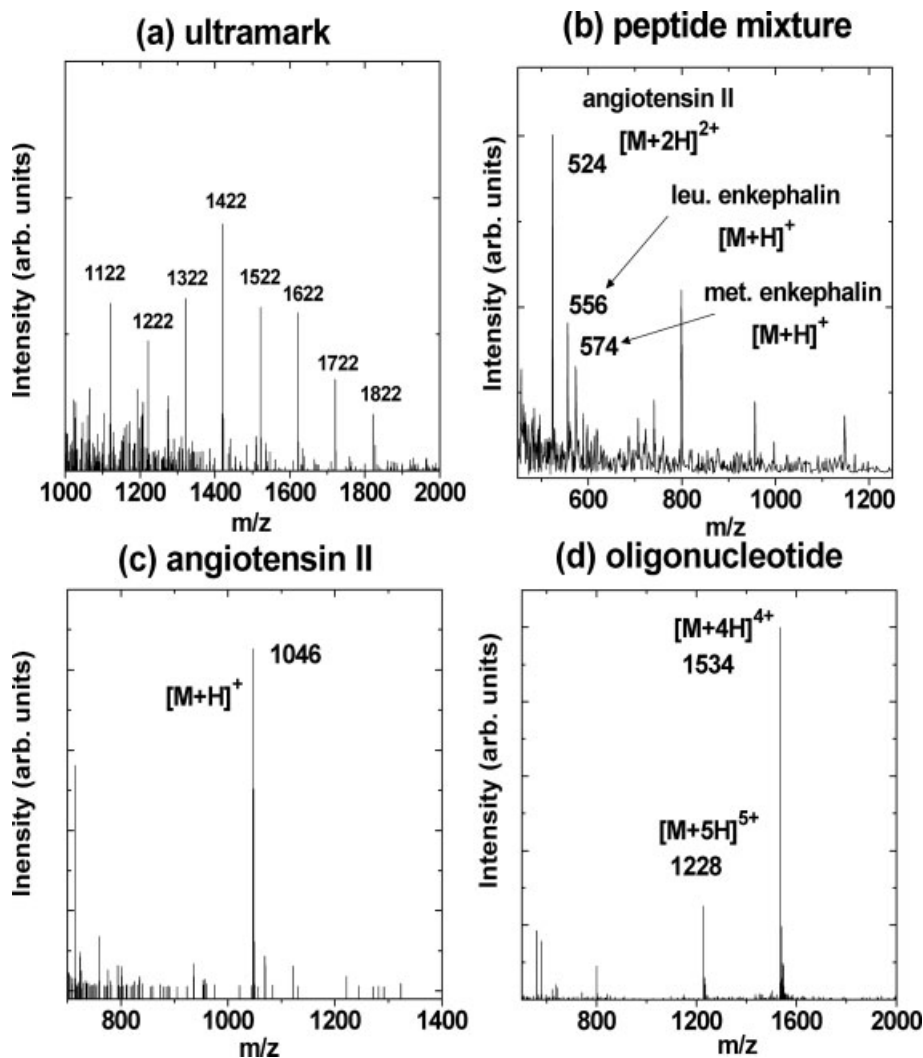 (a) ultramark
Intensity (arb. units)
1122
1222
1322
1422
1522
1622
1722
1822
1000 1200 1400 1600 1800 2000
m/z
(b) peptide mixture
Intensity (arb. units)
angiotensin II
[M+2H]2+
524
leu. enkephalin
[M+H]+
556
met. enkephalin
574
[M+H]+
600 800 1000 1200
m/z
(c) angiotensin II
Inensity (arb. units)
1046
[M+H]+
800 1000 1200 1400
m/z
(d) oligonucleotide
Intensity (arb. units)
[M+4H]4+
1534
[M+5H]5+
1228
800 1200 1600 2000
m/z